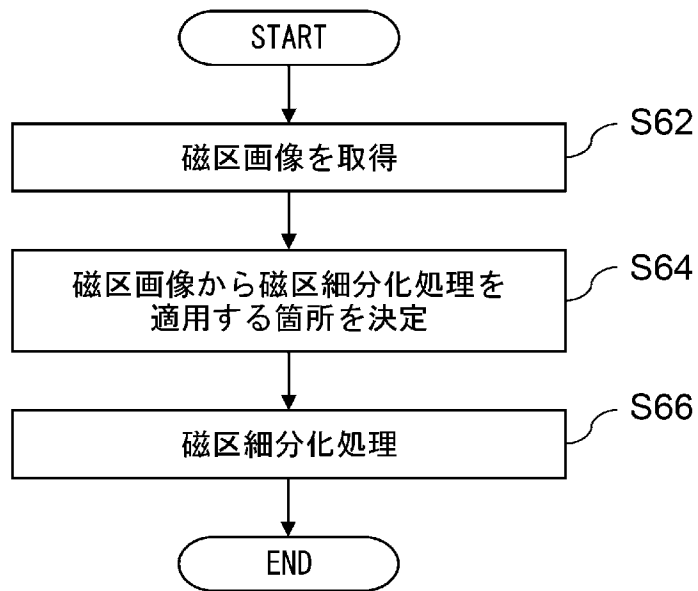 START
磁区画像を取得
S62
磁区画像から磁区細分化処理を
適用する箇所を決定
S64
磁区細分化処理
S66
END